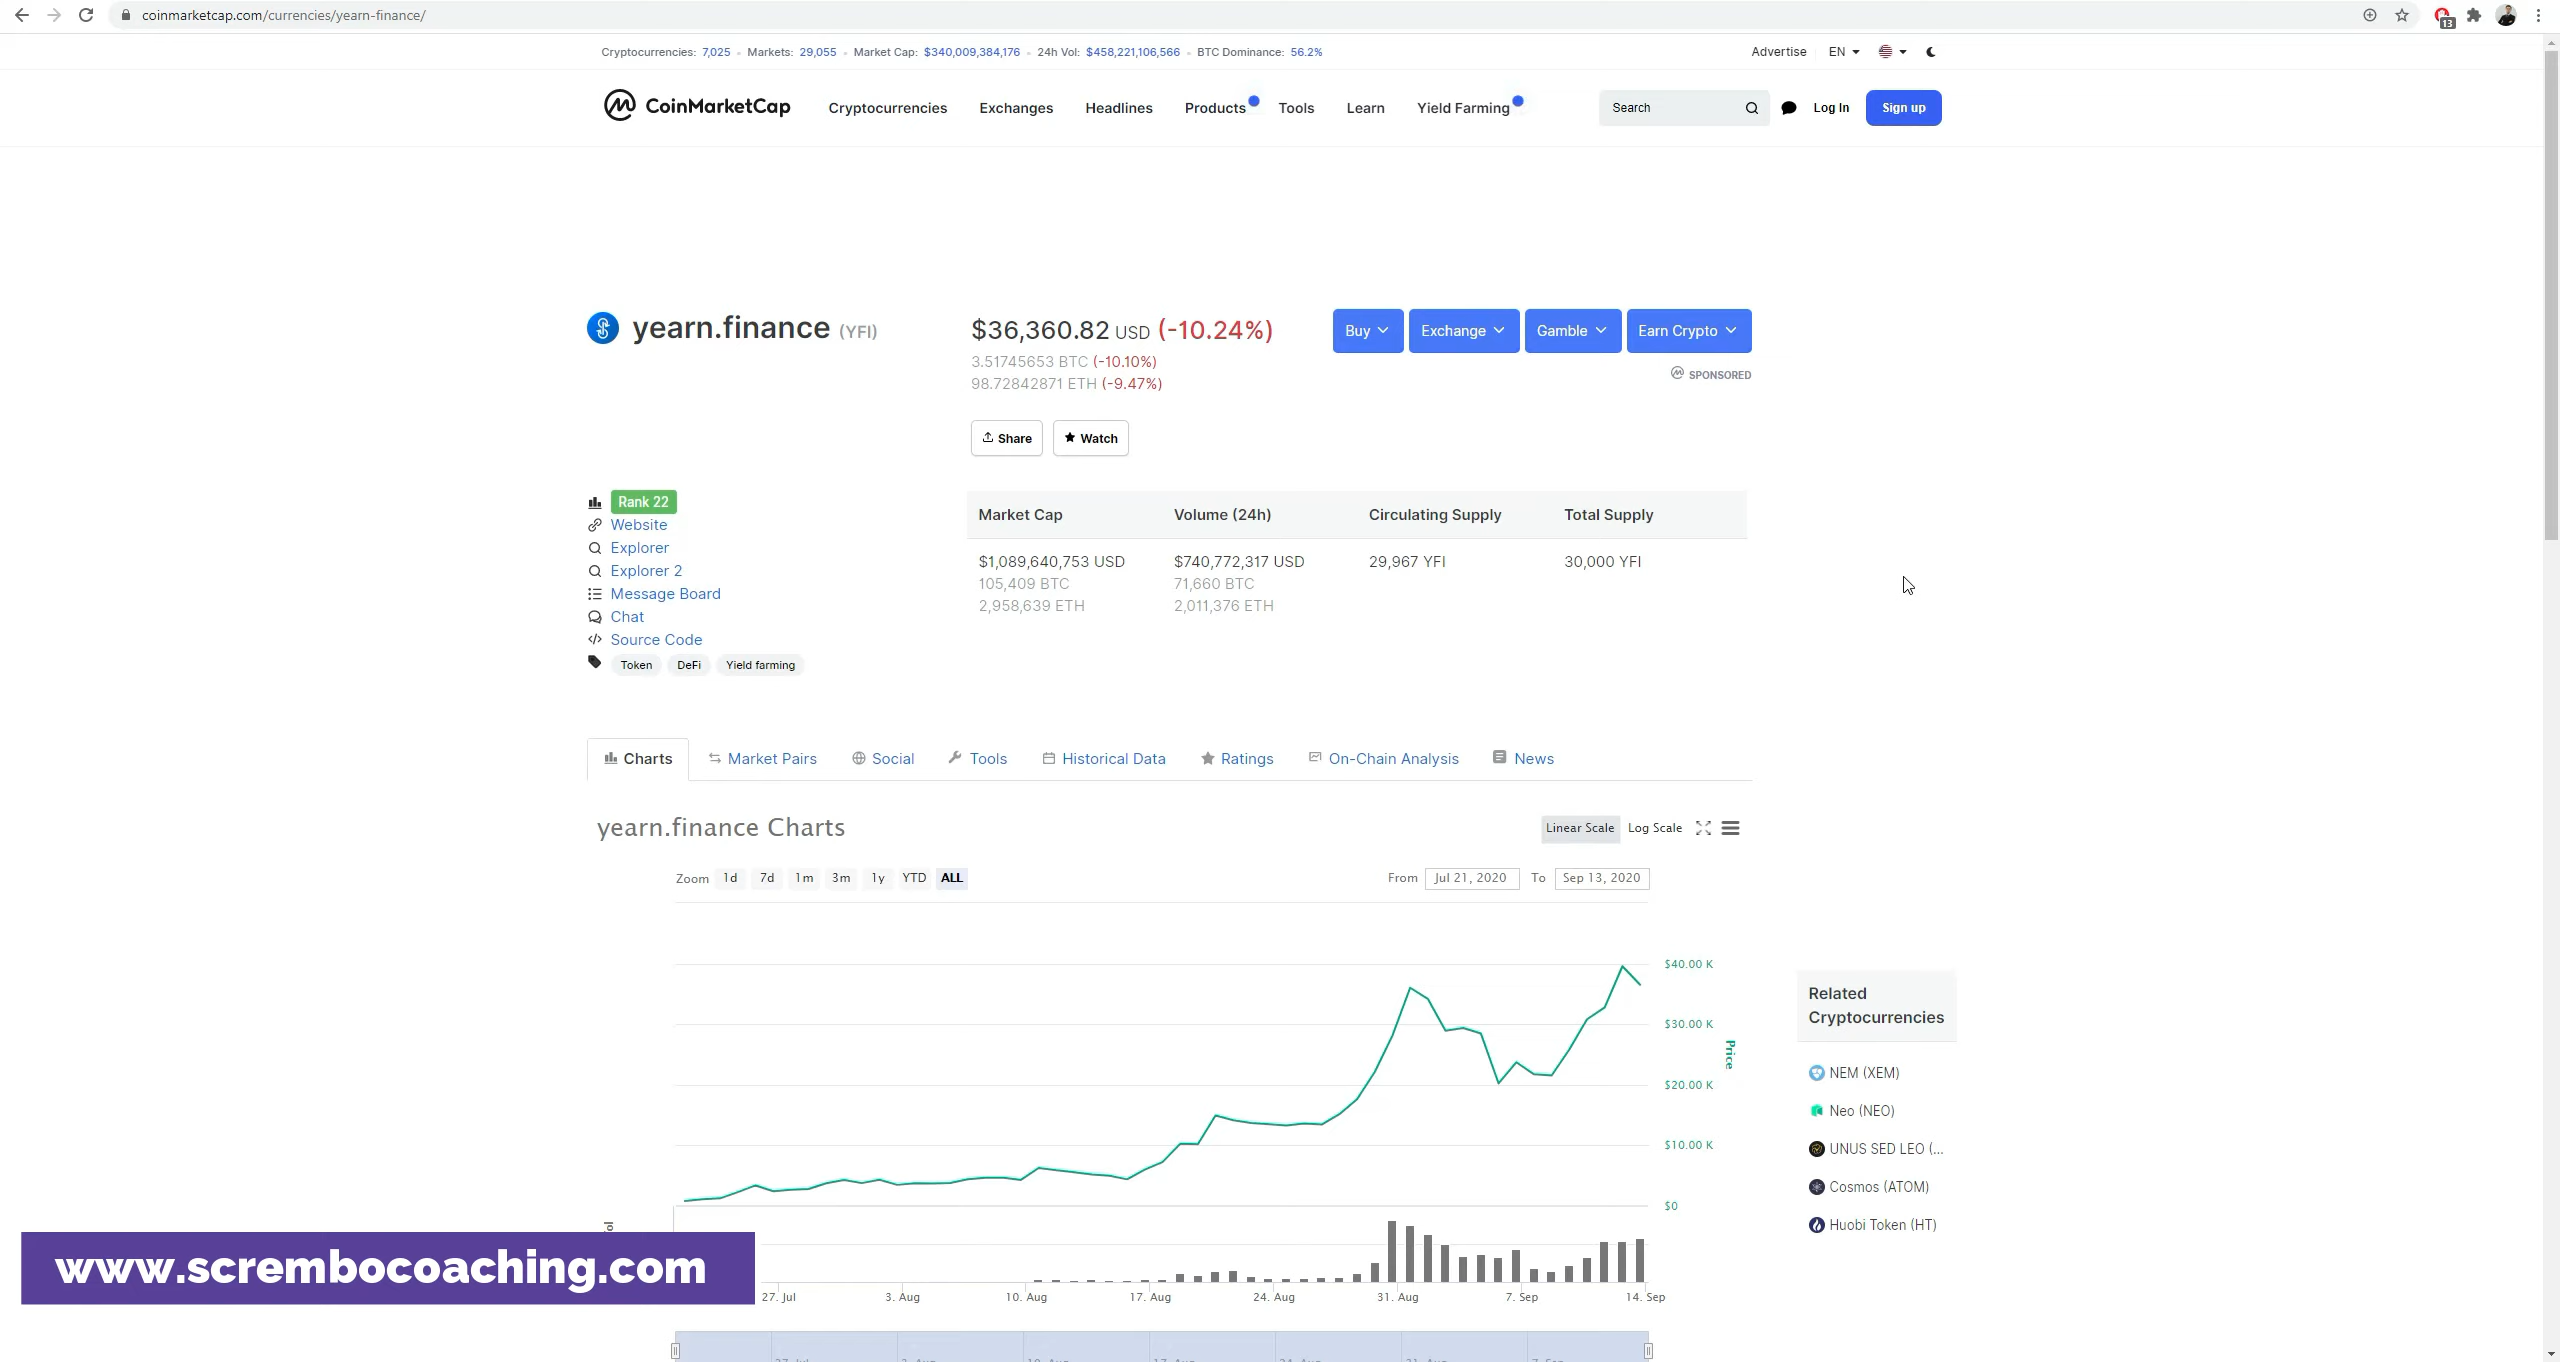 coinmarketcap.com/currencies/yearn-finance/
13
Cryptocurrencies: 7,025 • Markets: 29,055 • Market Cap: $340,009,384,176 • 24h Vol: $458,221,106,566 • BTC Dominance: 56.2%
Advertise EN
CoinMarketCap Cryptocurrencies Exchanges Headlines Products Tools Learn Yield Farming Search Log In Sign up
yearn.finance (YFI)
$36,360.82 USD (-10.24%)
3.51745653 BTC (-10.10%)
98.72842871 ETH (-9.47%)
Buy Exchange Gamble Earn Crypto
SPONSORED
Share Watch
Rank 22
Website
Explorer
Explorer 2
Message Board
Chat
Source Code
Token DeFi Yield farming
Market Cap Volume (24h) Circulating Supply Total Supply
$1,089,640,753 USD $740,772,317 USD 29,967 YFI 30,000 YFI
105,409 BTC 71,660 BTC
2,958,639 ETH 2,011,376 ETH
Charts Market Pairs Social Tools Historical Data Ratings On-Chain Analysis News
yearn.finance Charts
Linear Scale Log Scale
Zoom 1d 7d 1m 3m 1y YTD ALL
From Jul 21, 2020 To Sep 13, 2020
$40.00 K
$30.00 K
$20.00 K
$10.00 K
$0
Price
Related
Cryptocurrencies
NEM (XEM)
Neo (NEO)
UNUS SED LEO (...
Cosmos (ATOM)
Huobi Token (HT)
www.scrembocoaching.com
27. Jul 3. Aug 10. Aug 17. Aug 24. Aug 31. Aug 7. Sep 14. Sep